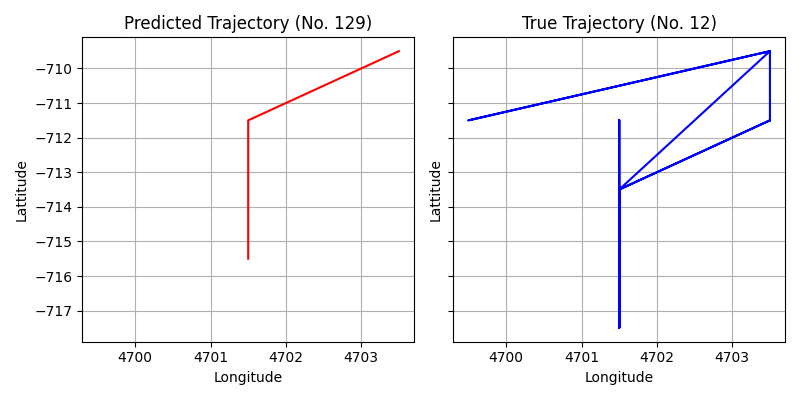 Predicted Trajectory (No. 129)
True Trajectory (No. 12)
−710
−711
−712
−713
−714
−715
−716
−717
Lattitude
Lattitude
4700 4701 4702 4703
4700 4701 4702 4703
Longitude
Longitude